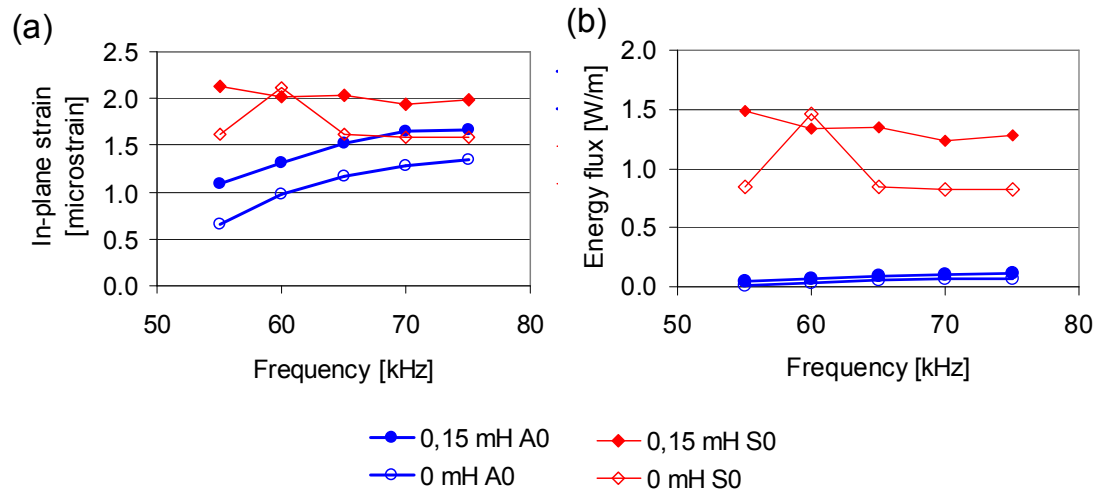 (a)
In-plane strain
[microstrain]
2.5
2.0
1.5
1.0
0.5
0.0
50
60
70
80
Frequency [kHz]
(b)
Energy flux [W/m]
2.0
1.5
1.0
0.5
0.0
50
60
70
80
Frequency [kHz]
0,15 mH A0
0,15 mH S0
0 mH A0
0 mH S0